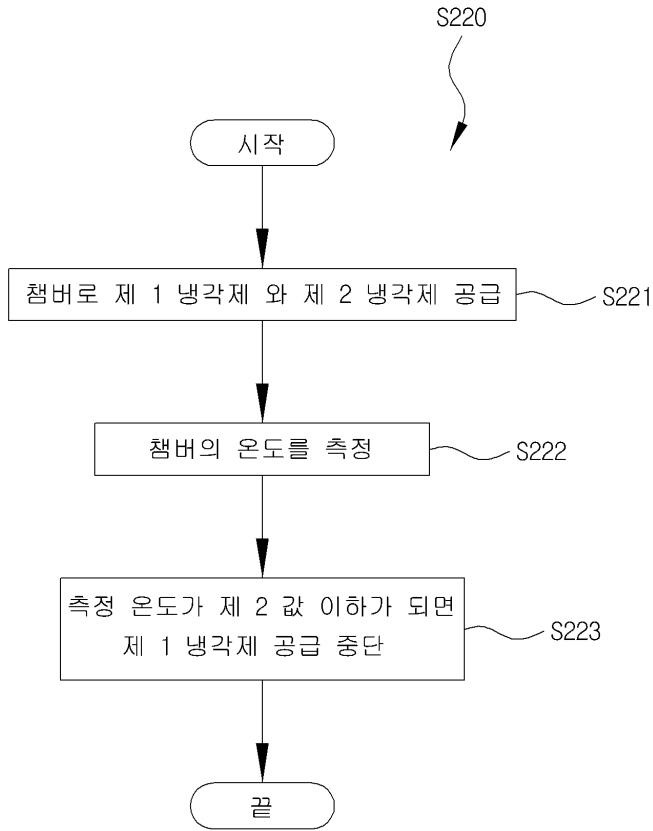 S220
시작
챔버로 제 1 냉각제 와 제 2 냉각제 공급
S221
챔버의 온도를 측정
S222
측정 온도가 제 2 값 이하가 되면
제 1 냉각제 공급 중단
S223
끝